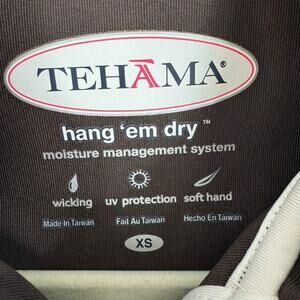 TEHĀMA®
hang 'em dry™
moisture management system
wicking uv protection soft hand
Made In Taiwan Fait Au Taiwan Hecho En Taiwan
XS